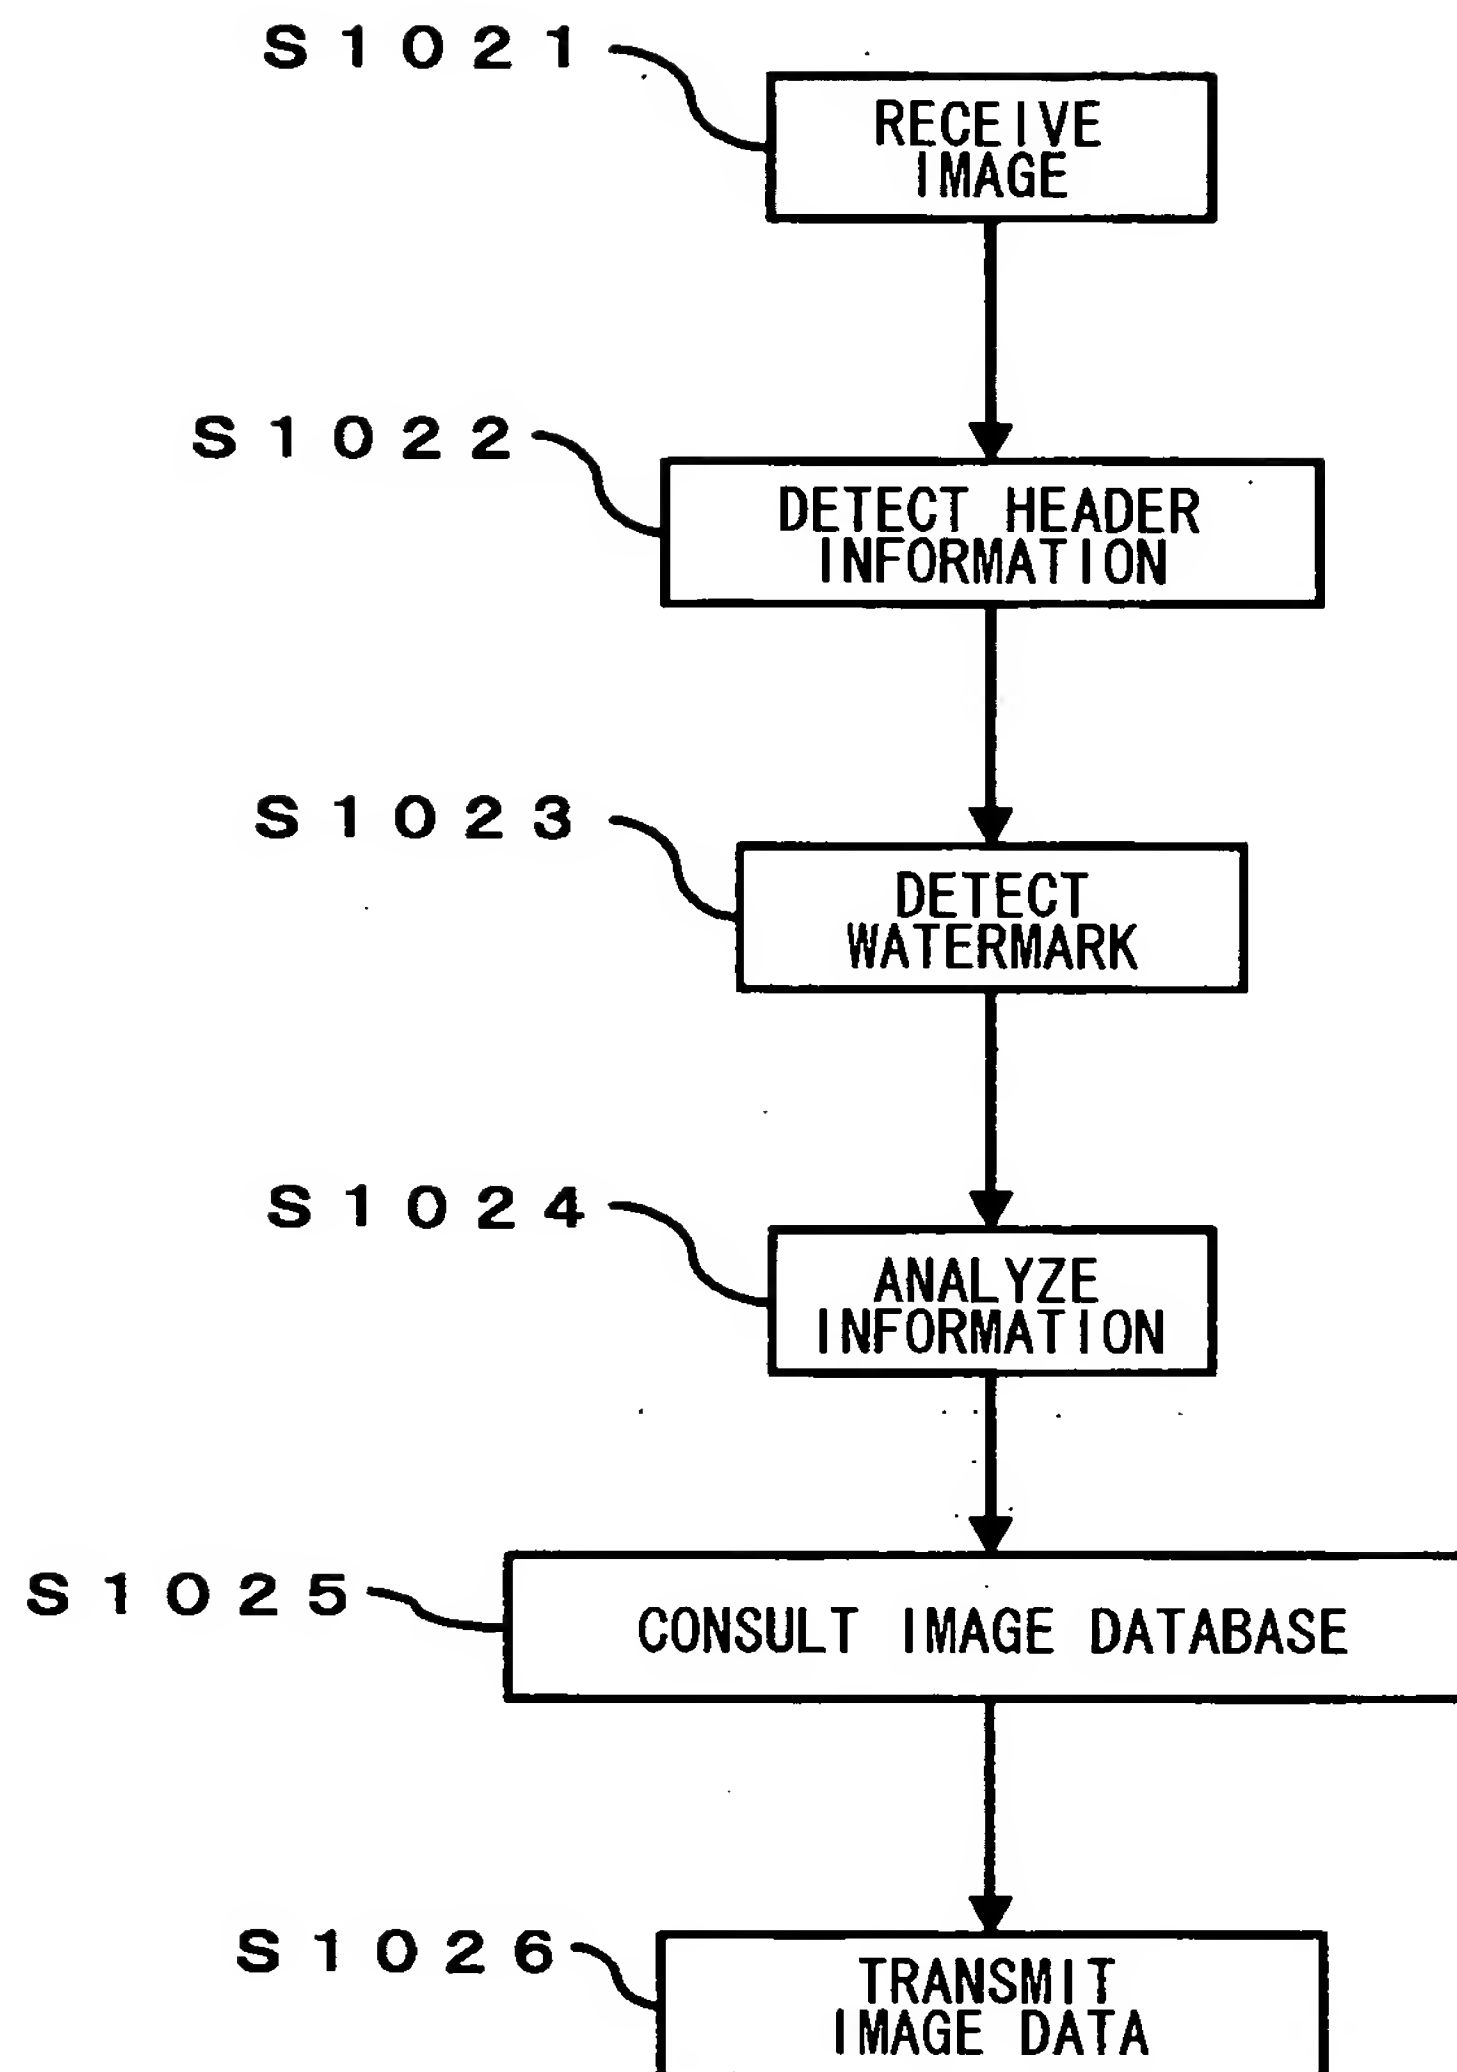 S1021
RECEIVE
IMAGE
S1022
DETECT HEADER
INFORMATION
S1023
DETECT
WATERMARK
S1024
ANALYZE
INFORMATION
S1025
CONSULT IMAGE DATABASE
S1026
TRANSMIT
IMAGE DATA